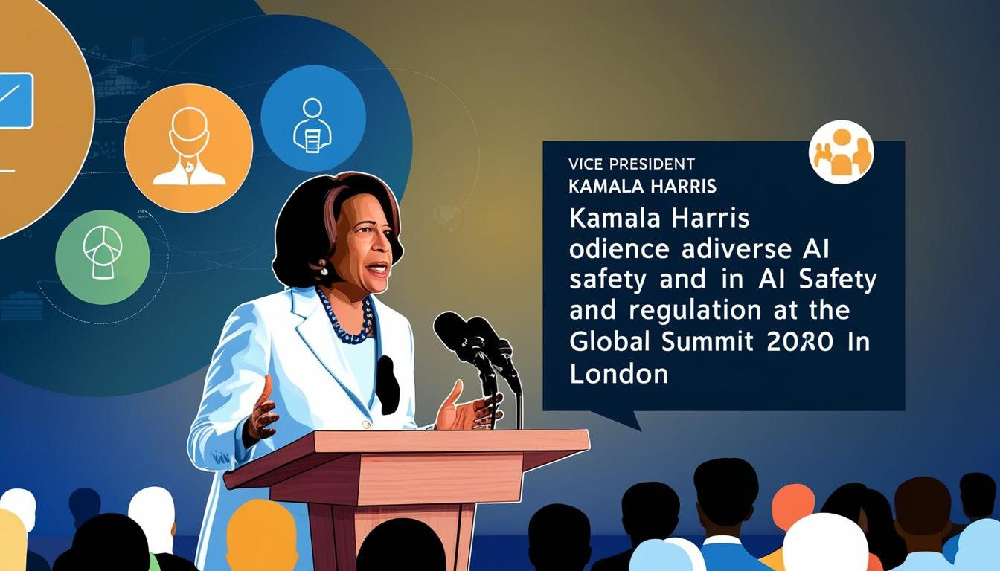 VICE PRESIDENT
KAMALA HARRIS
Kamala Harris
odience adiverse AI
safety and in AI Safety
and regulation at the
Global Summit In
London